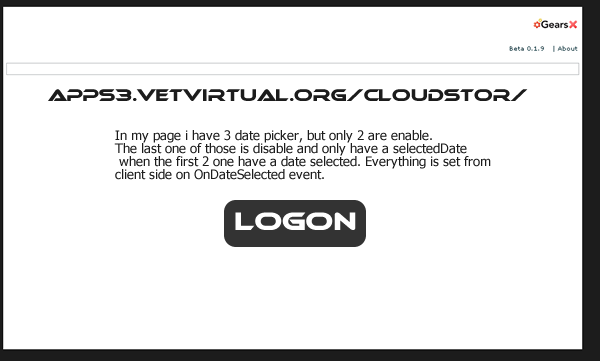 GearsX
Beta 0.1.9 | About
APPS3.VETVIRTUAL.ORG/CLOUDSTOR/
In my page i have 3 date picker, but only 2 are enable.
The last one of those is disable and only have a selectedDate
when the first 2 one have a date selected. Everything is set from
client side on OnDateSelected event.
LOGON